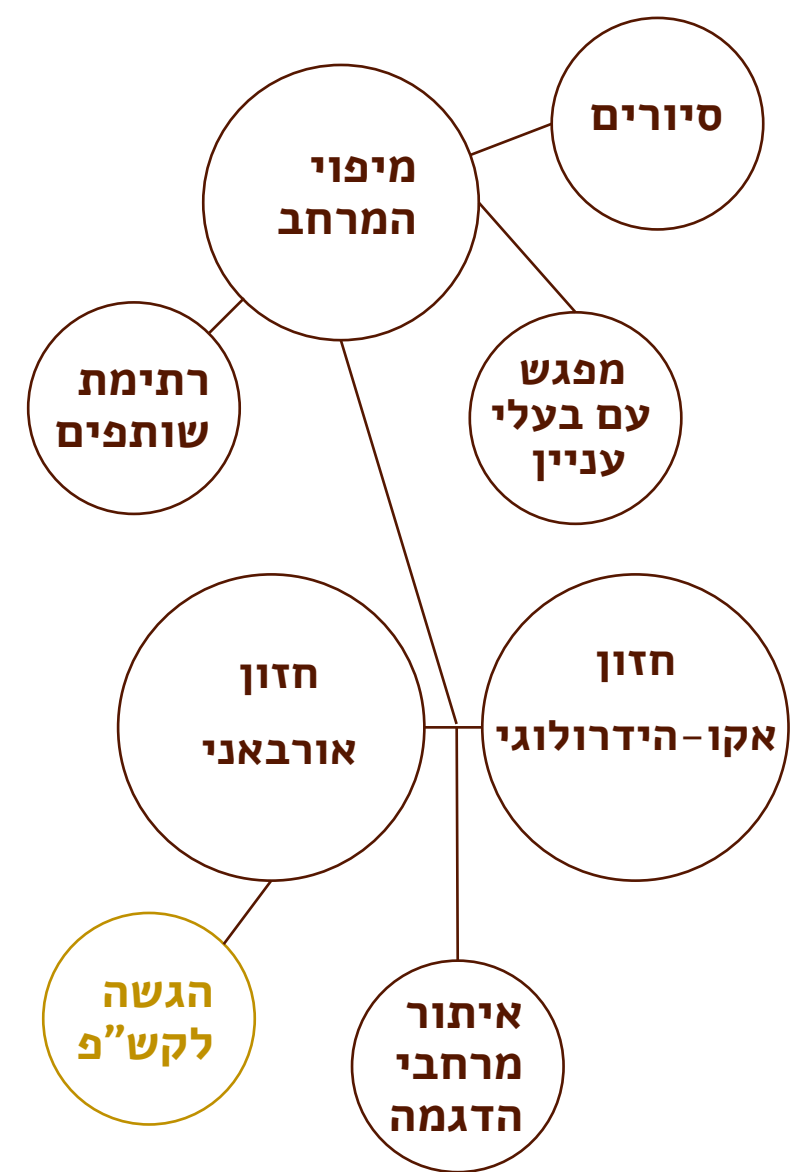 סיורים
מיפוי
המרחב
רתימת
שותפים
מפגש
עם בעלי
עניין
חזון
אקו-הידרולוגי
חזון
אורבאני
הגשה
לקש"פ
איתור
מרחבי
הדגמה